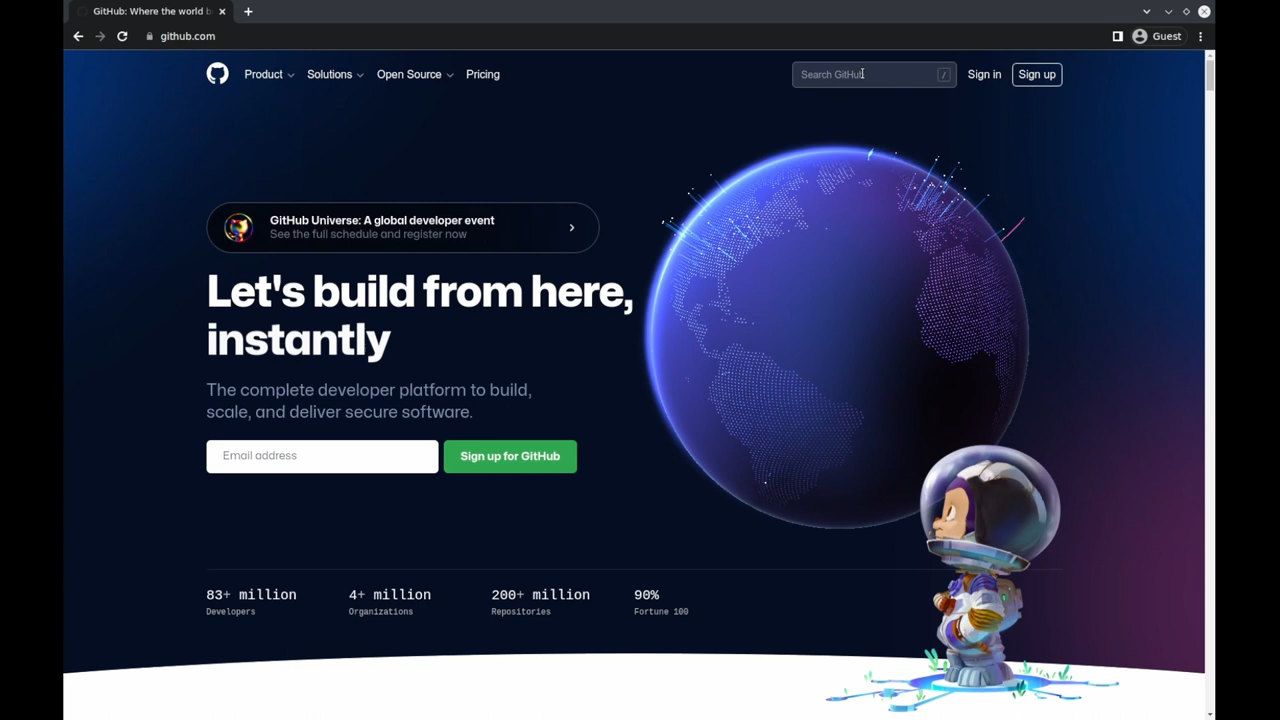 GitHub: Where the world b
github.com
Guest
Product
Solutions
Open Source
Pricing
Search GitHub
/
Sign in
Sign up
GitHub Universe: A global developer event
See the full schedule and register now
Let's build from here,
instantly
The complete developer platform to build,
scale, and deliver secure software.
Email address
Sign up for GitHub
83+ million
Developers
4+ million
Organizations
200+ million
Repositories
90%
Fortune 100